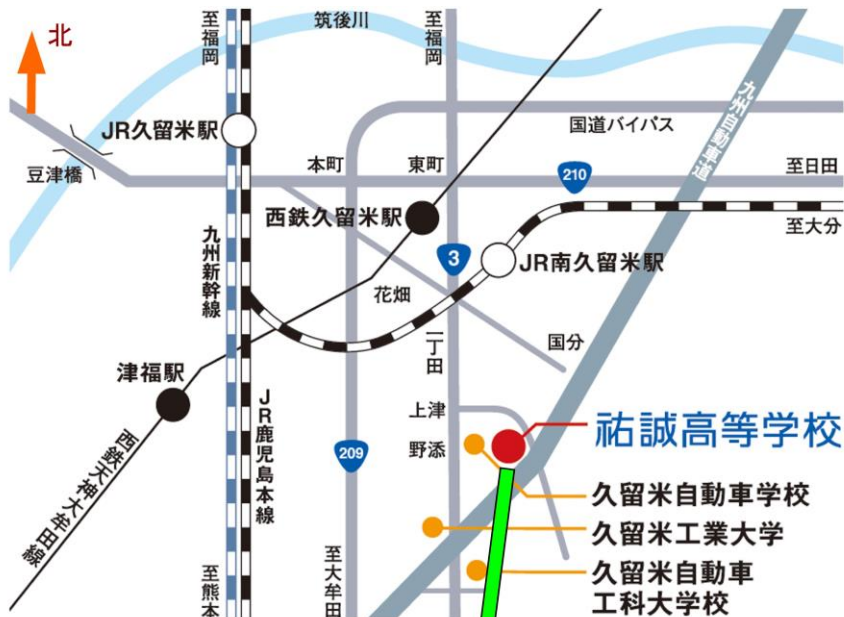 北
至福岡
筑後川
至福岡
JR久留米駅
国道バイパス
九州自動車道
豆津橋
本町
東町
210
至日田
西鉄久留米駅
至大分
九州新幹線
3
JR南久留米駅
花畑
二丁田
国分
津福駅
JR鹿児島本線
上津
祐誠高等学校
野添
209
西鉄天神大牟田線
久留米自動車学校
久留米工業大学
至熊本
至大牟田
久留米自動車
工科大学校